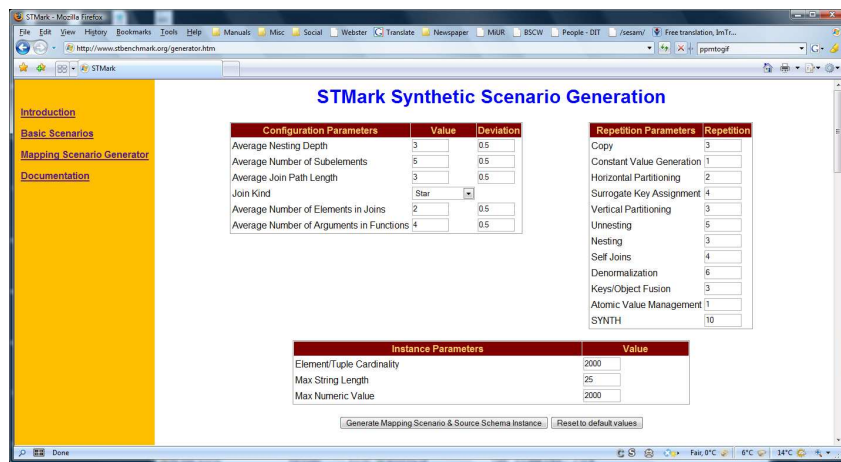 STMark - Mozilla Firefox
File Edit View History Bookmarks Tools Help Manuals Misc Social Webster Translate Newspaper MiUR BSCW People - DIT /sesam/ Free translation, ImTr...
http://www.stbenchmark.org/generator.htm ppmtogif G
STMark
STMark Synthetic Scenario Generation
Introduction
Basic Scenarios
Mapping Scenario Generator
Documentation
Configuration Parameters Value Deviation
Average Nesting Depth 3 0.5
Average Number of Subelements 5 0.5
Average Join Path Length 3 0.5
Join Kind Star
Average Number of Elements in Joins 2 0.5
Average Number of Arguments in Functions 4 0.5
Repetition Parameters Repetition
Copy 3
Constant Value Generation 1
Horizontal Partitioning 2
Surrogate Key Assignment 4
Vertical Partitioning 3
Unnesting 5
Nesting 3
Self Joins 4
Denormalization 6
Keys/Object Fusion 3
Atomic Value Management 1
SYNTH 10
Instance Parameters Value
Element/Tuple Cardinality 2000
Max String Length 25
Max Numeric Value 2000
Generate Mapping Scenario & Source Schema Instance Reset to default values
Done Fair, 0°C 6°C 14°C